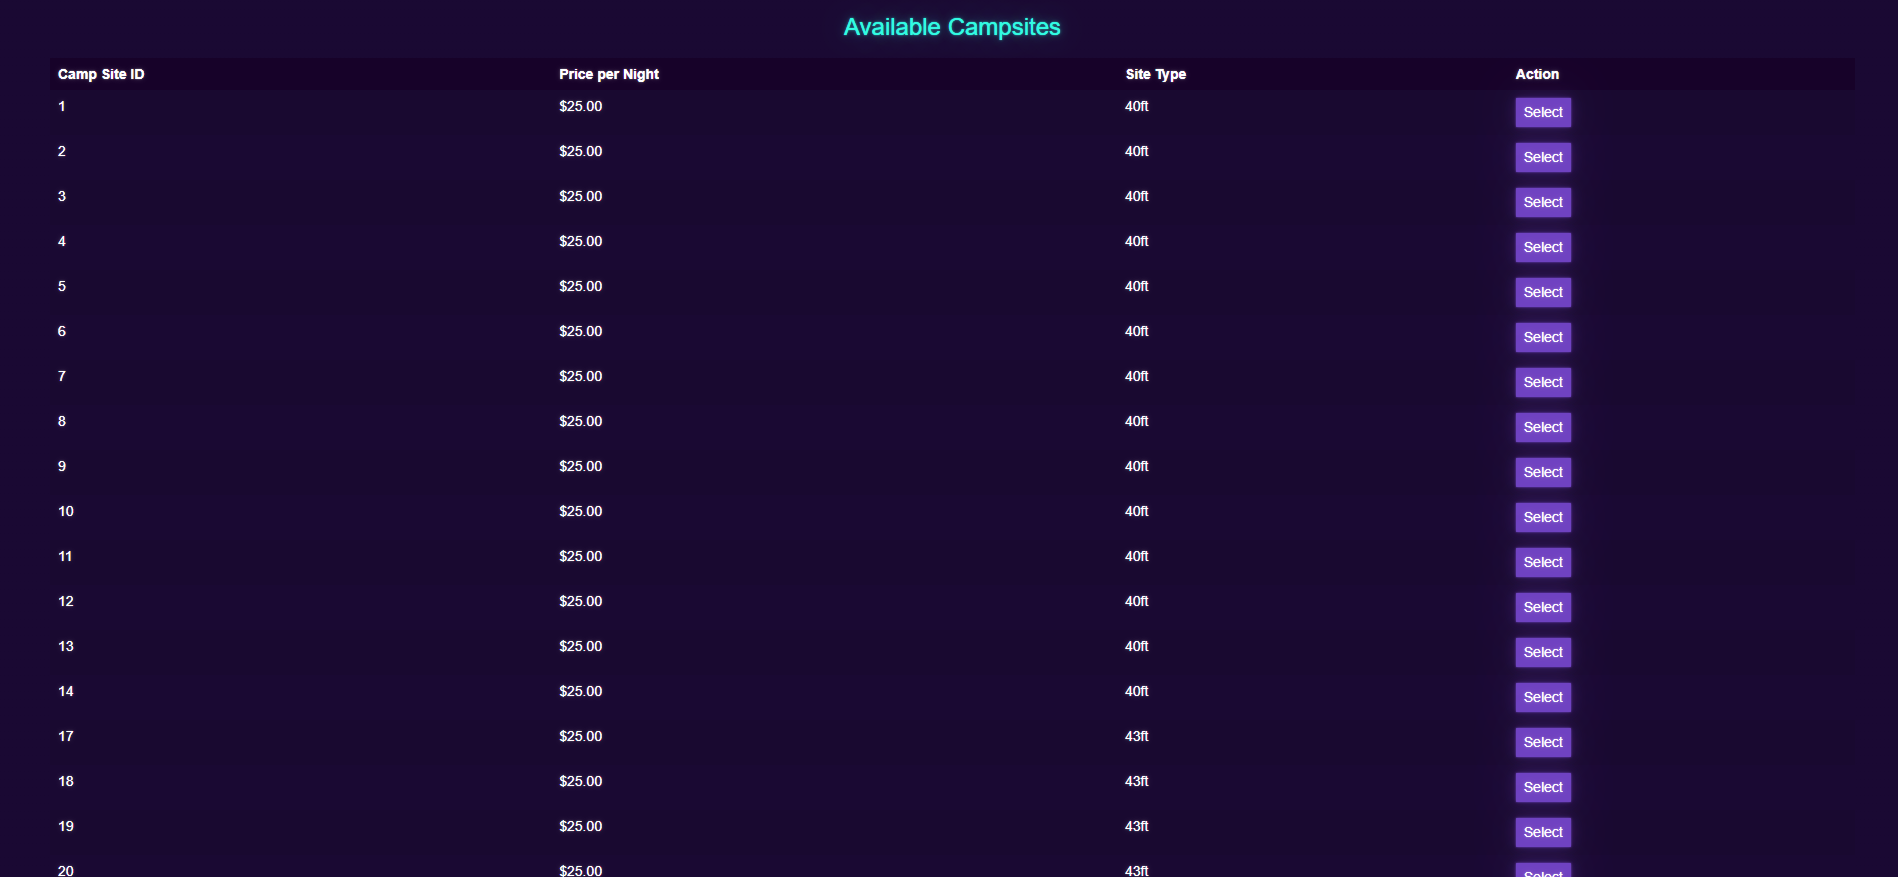 Available Campsites
Camp Site ID Price per Night Site Type Action
1 $25.00 40ft Select
2 $25.00 40ft Select
3 $25.00 40ft Select
4 $25.00 40ft Select
5 $25.00 40ft Select
6 $25.00 40ft Select
7 $25.00 40ft Select
8 $25.00 40ft Select
9 $25.00 40ft Select
10 $25.00 40ft Select
11 $25.00 40ft Select
12 $25.00 40ft Select
13 $25.00 40ft Select
14 $25.00 40ft Select
17 $25.00 43ft Select
18 $25.00 43ft Select
19 $25.00 43ft Select
20 $25.00 43ft Select